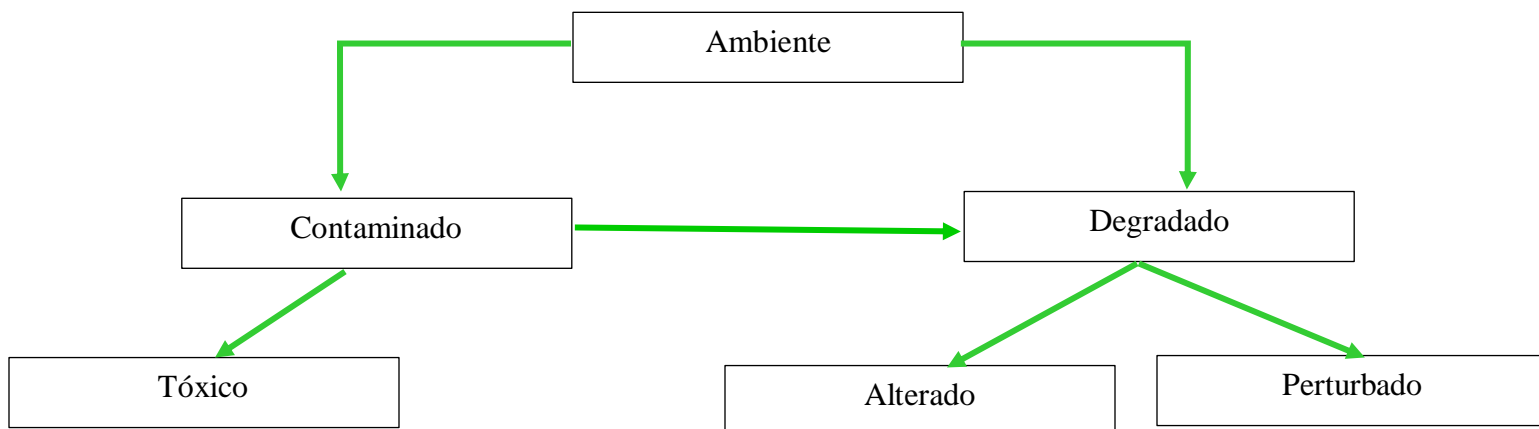 Ambiente
Contaminado
Degradado
Tóxico
Alterado
Perturbado